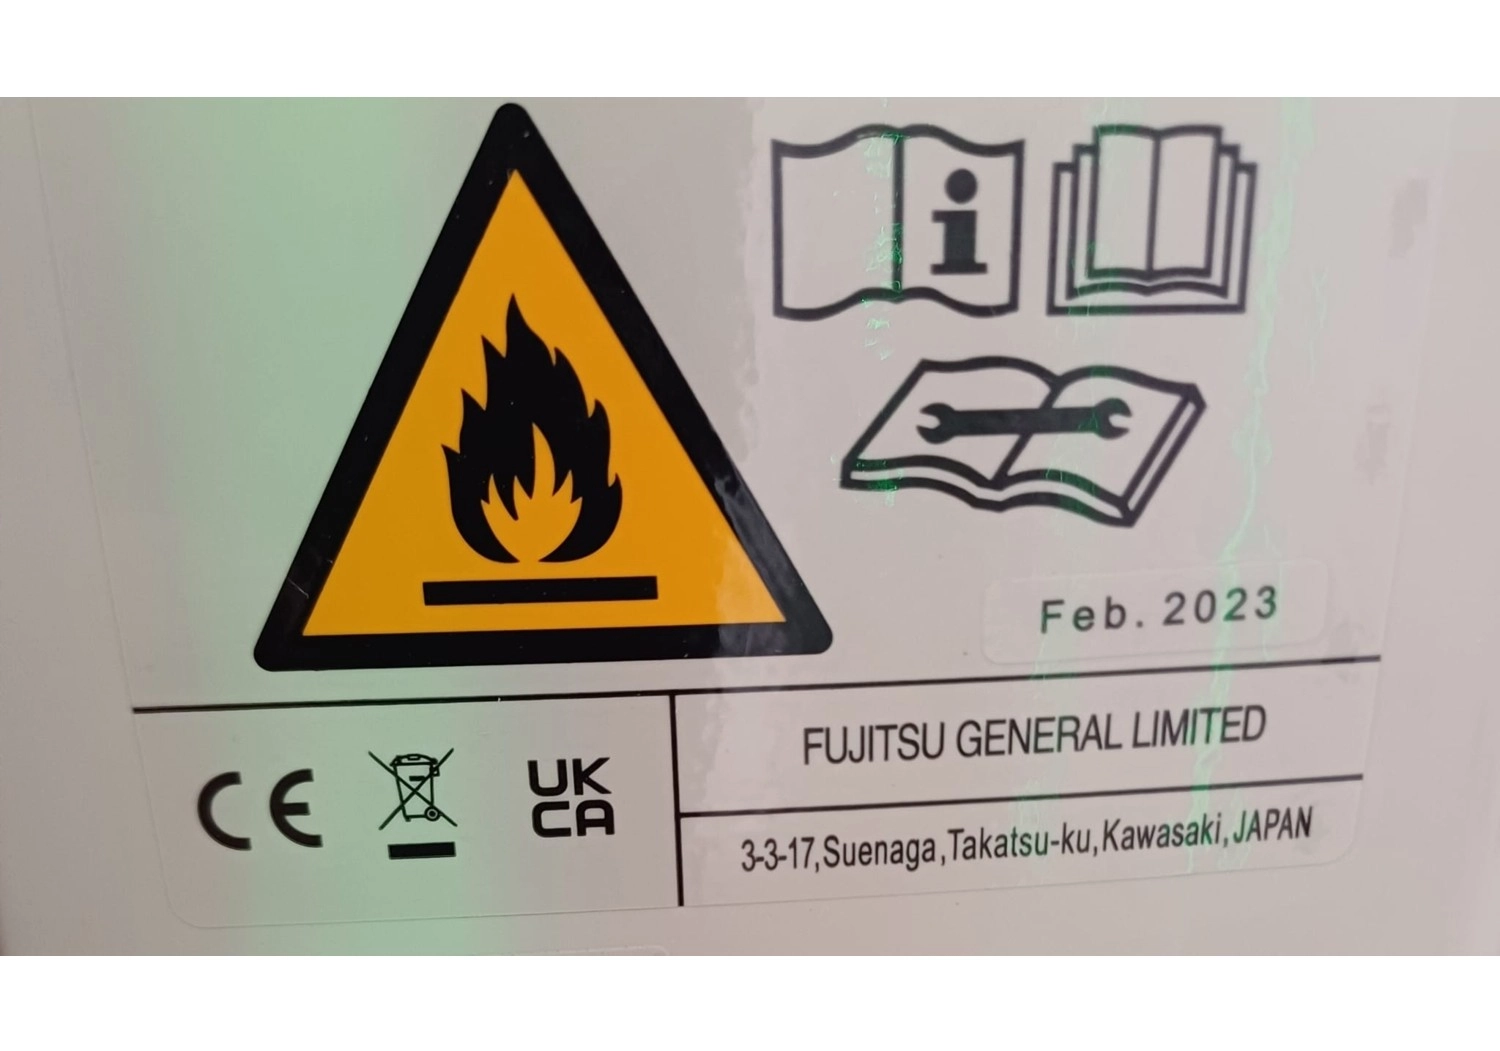 i
Feb. 2023
CE
UK
CA
FUJITSU GENERAL LIMITED
3-3-17,Suenaga,Takatsu-ku,Kawasaki,JAPAN